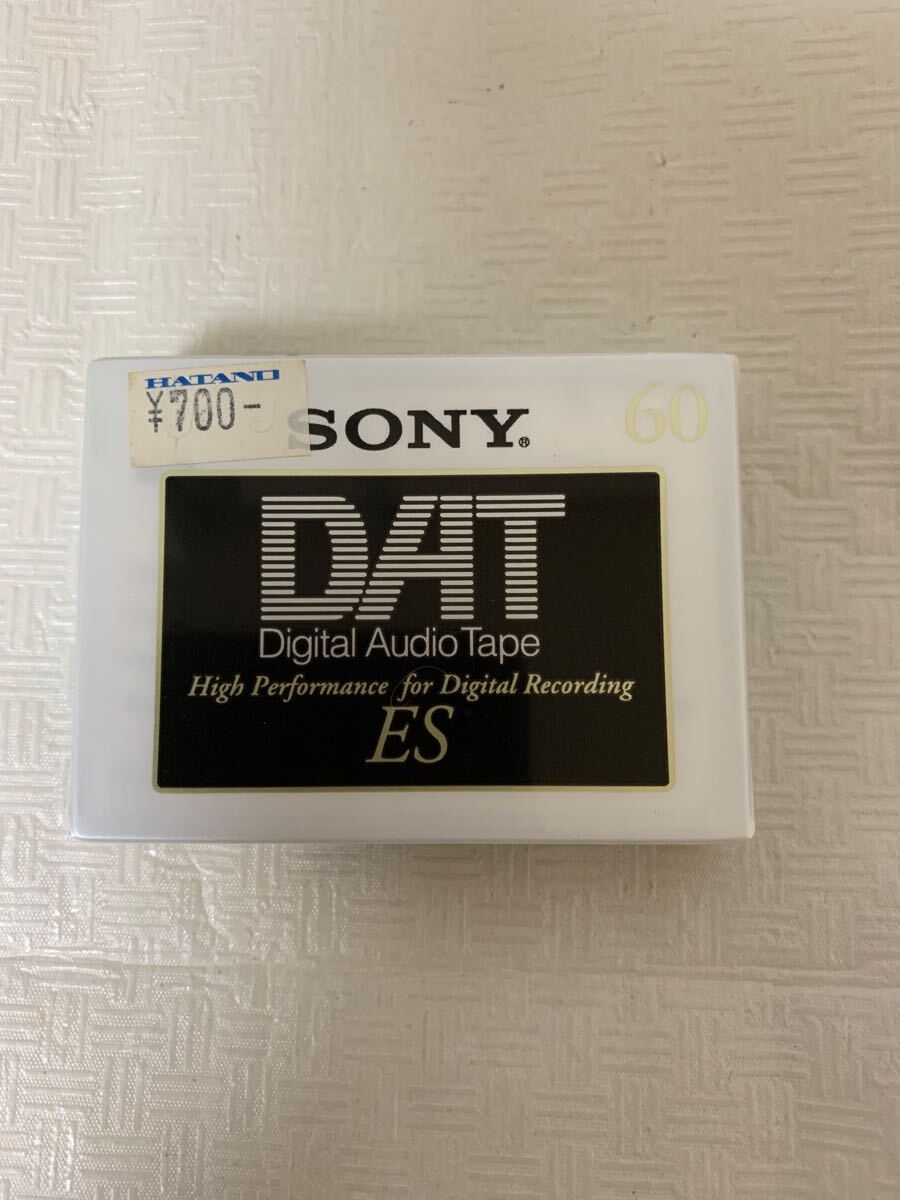 HATANO
¥700-
SONY®
60
DAT
Digital Audio Tape
High Performance for Digital Recording
ES